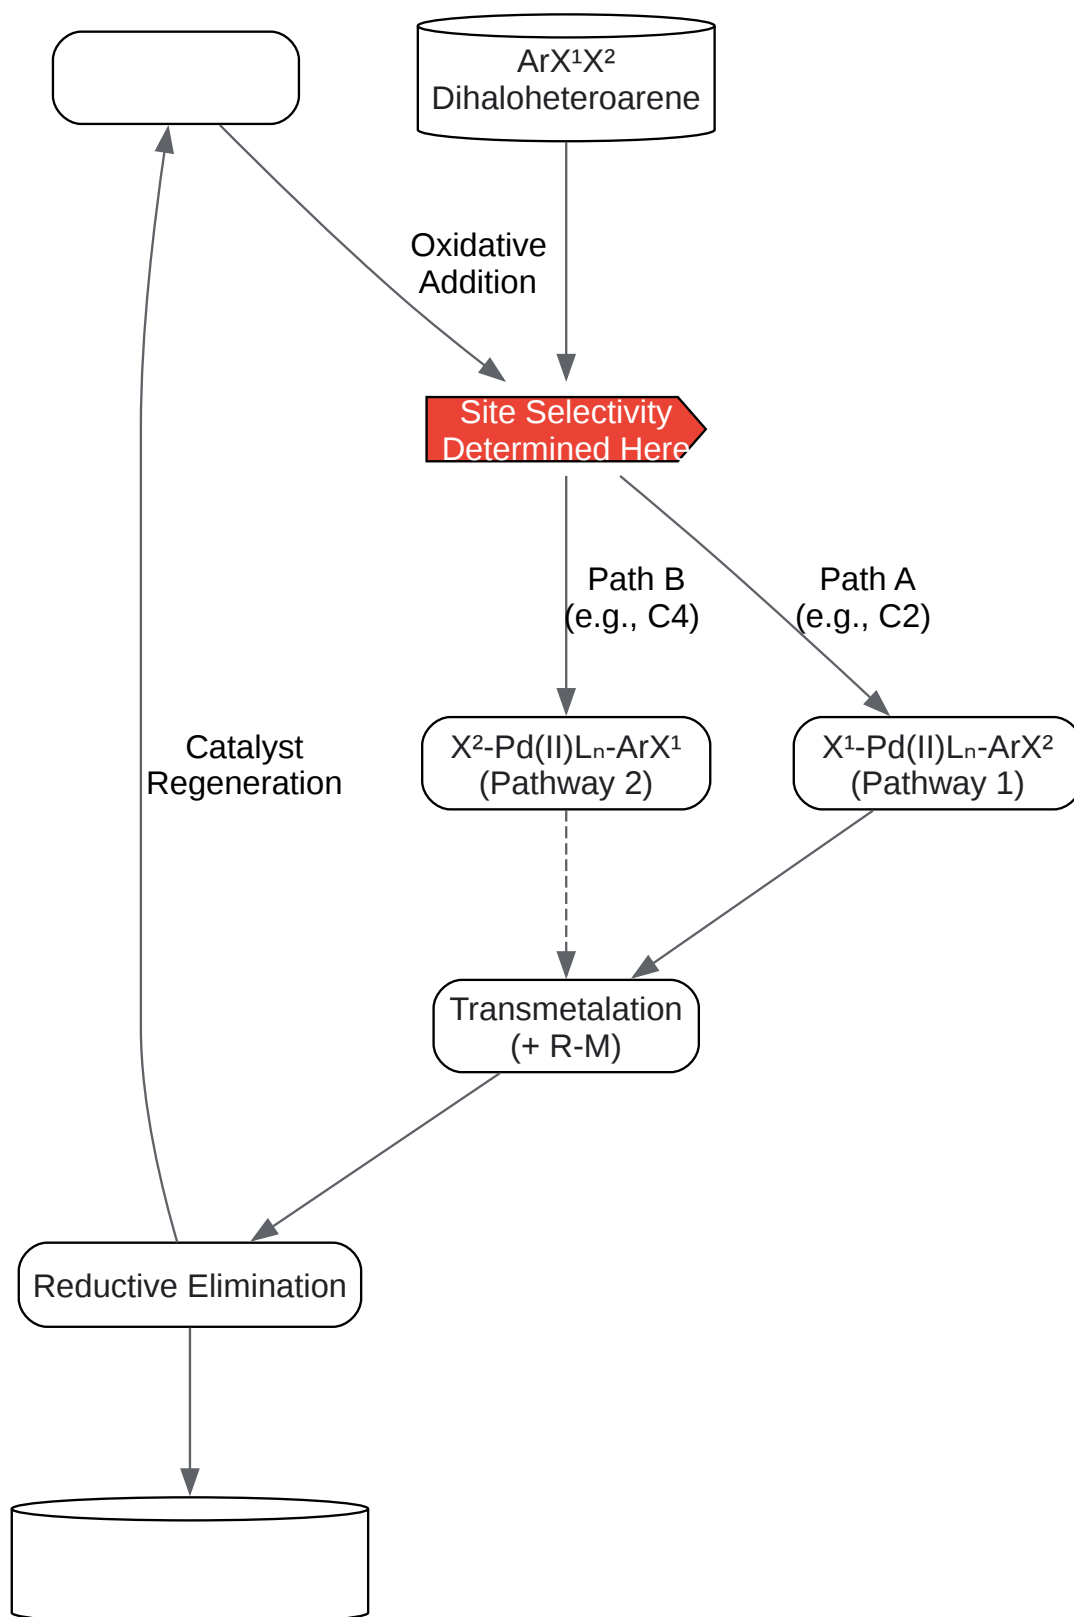 ArX¹X²
Dihaloheteroarene
Oxidative
Addition
Site Selectivity
Determined Here
Path B
(e.g., C4)
Path A
(e.g., C2)
Catalyst
Regeneration
X²-Pd(II)Lₙ-ArX¹
(Pathway 2)
X¹-Pd(II)Lₙ-ArX²
(Pathway 1)
Transmetalation
(+ R-M)
Reductive Elimination